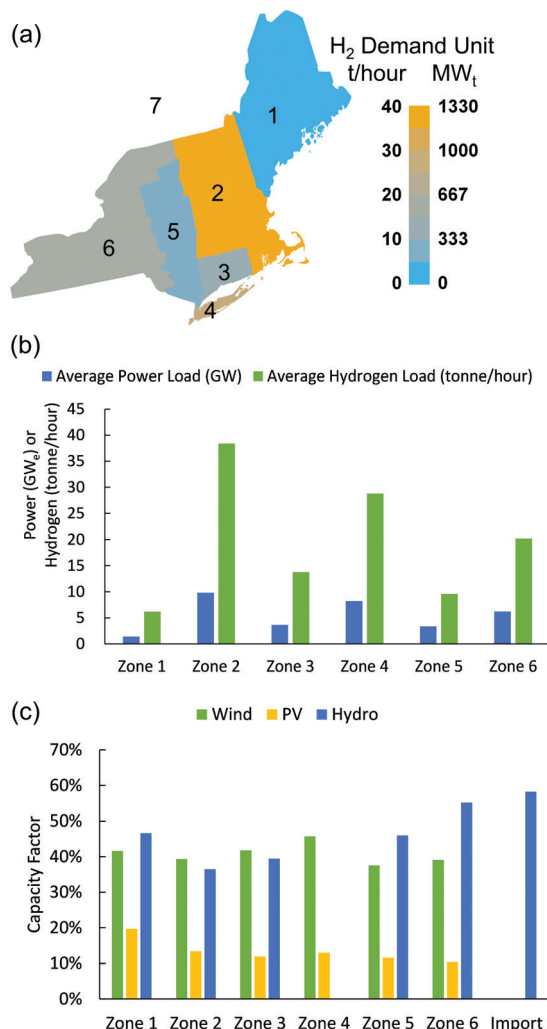 (a)
H₂ Demand Unit
t/hour MWₜ
40 1330
30 1000
20 667
10 333
0 0
7
1
2
5
6
3
4
(b)
Average Power Load (GW) Average Hydrogen Load (tonne/hour)
Power (GWₑ) or
Hydrogen (tonne/hour)
45
40
35
30
25
20
15
10
5
0
Zone 1 Zone 2 Zone 3 Zone 4 Zone 5 Zone 6
(c)
Wind PV Hydro
Capacity Factor
70%
60%
50%
40%
30%
20%
10%
0%
Zone 1 Zone 2 Zone 3 Zone 4 Zone 5 Zone 6 Import